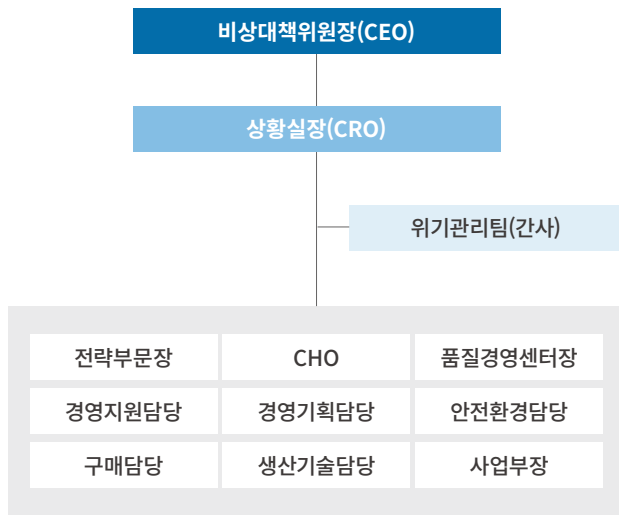 비상대책위원장(CEO)
상황실장(CRO)
위기관리팀(간사)
전략부문장
CHO
품질경영센터장
경영지원담당
경영기획담당
안전환경담당
구매담당
생산기술담당
사업부장